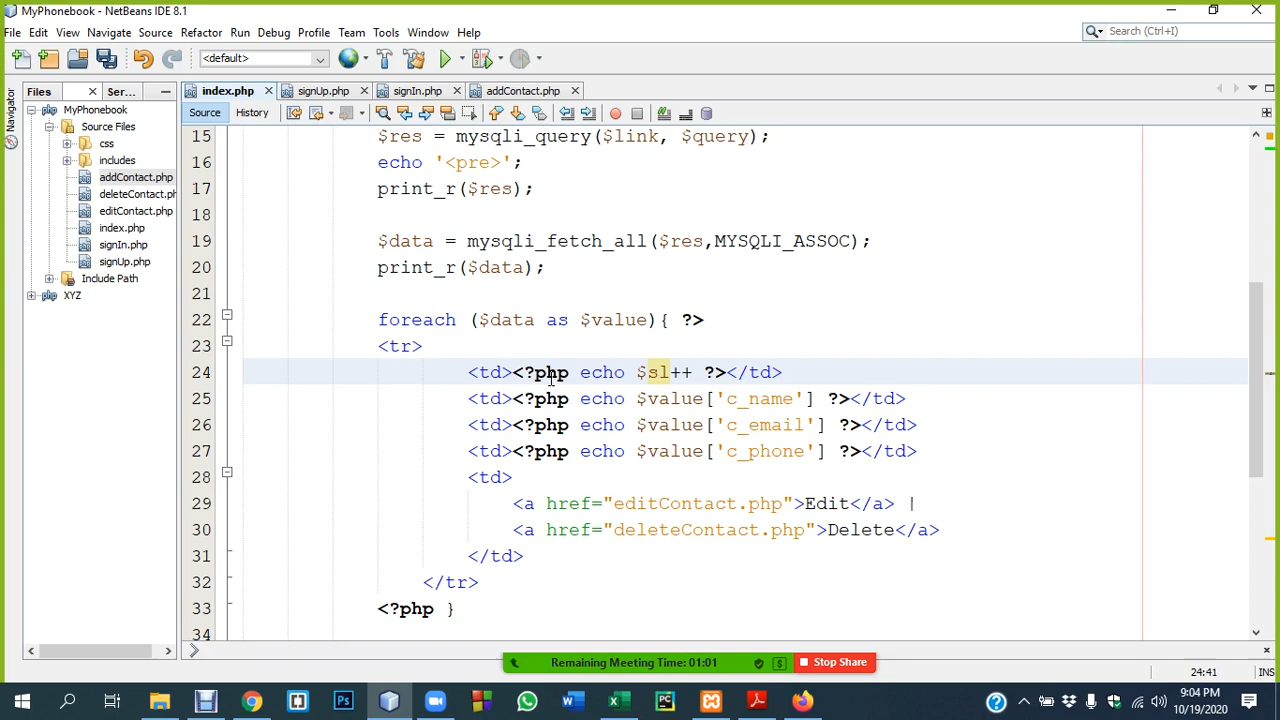 MyPhonebook - NetBeans IDE 8.1
File Edit View Navigate Source Refactor Run Debug Profile Team Tools Window Help
Search (Ctrl+I)
<default>
Files Ser...
index.php signUp.php signIn.php addContact.php
Navigator
Source History
MyPhonebook
Source Files
css
includes
addContact.php
deleteContact.ph
editContact.php
index.php
signIn.php
signUp.php
Include Path
XYZ
15 $res = mysqli_query($link, $query);
16 echo '<pre>';
17 print_r($res);
18
19 $data = mysqli_fetch_all($res,MYSQLI_ASSOC);
20 print_r($data);
21
22 foreach ($data as $value){ ?>
23 <tr>
24 <td><?php echo $sl++ ?></td>
25 <td><?php echo $value['c_name'] ?></td>
26 <td><?php echo $value['c_email'] ?></td>
27 <td><?php echo $value['c_phone'] ?></td>
28 <td>
29 <a href="editContact.php">Edit</a> |
30 <a href="deleteContact.php">Delete</a>
31 </td>
32 </tr>
33 <?php }
34
Remaining Meeting Time: 01:01 Stop Share
24:41 INS
9:04 PM
10/19/2020